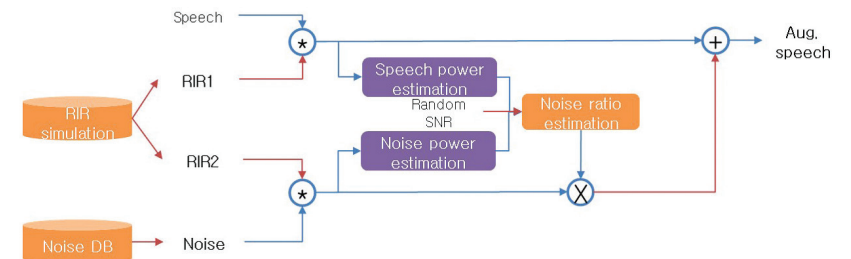 Speech
*
+
Aug.
speech
RIR1
Speech power
estimation
RIR
simulation
Random
SNR
Noise ratio
estimation
Noise power
estimation
RIR2
*
X
Noise DB
Noise